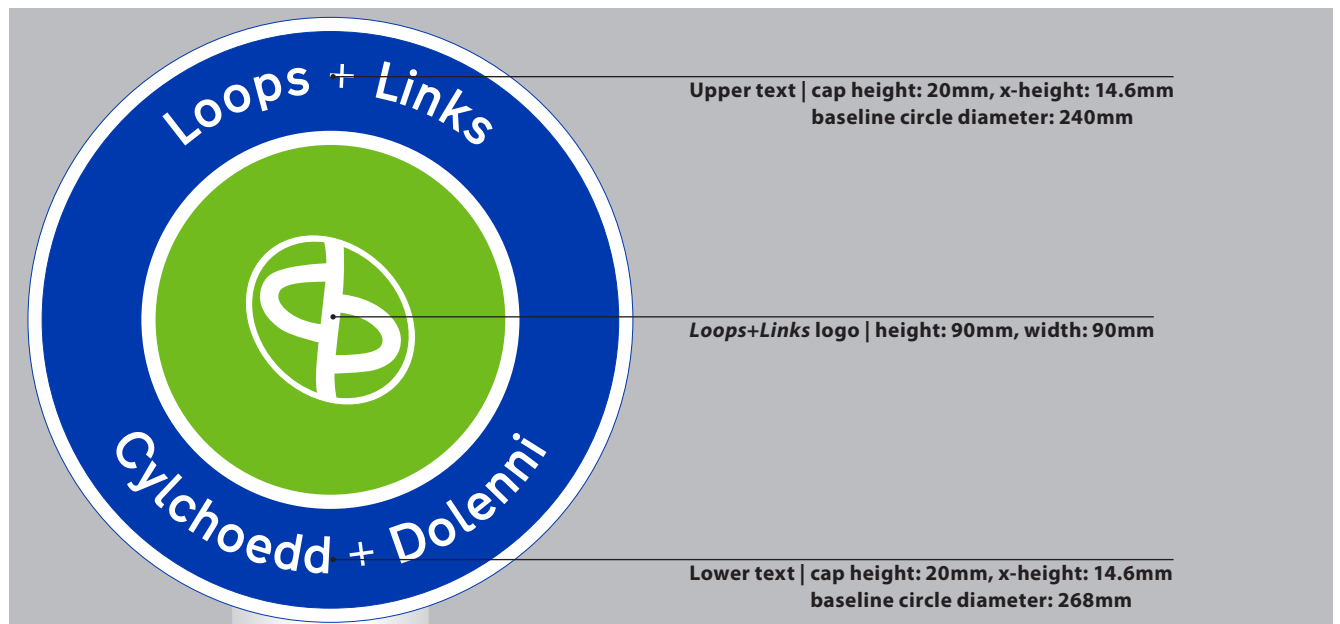 Loops + Links
Upper text | cap height: 20mm, x-height: 14.6mm
baseline circle diameter: 240mm
Loops+Links logo | height: 90mm, width: 90mm
Cylchoedd + Dolenni
Lower text | cap height: 20mm, x-height: 14.6mm
baseline circle diameter: 268mm